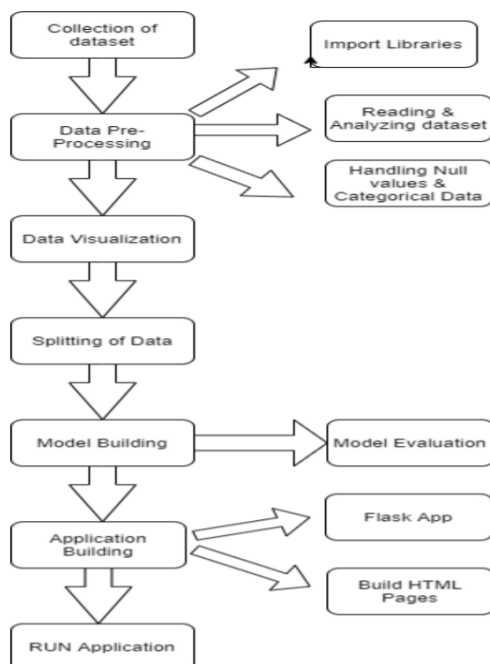 Collection of
dataset
Import Libraries
Data Pre-
Processing
Reading &
Analyzing dataset
Handling Null
values &
Categorical Data
Data Visualization
Splitting of Data
Model Building
Model Evaluation
Application
Building
Flask App
Build HTML
Pages
RUN Application